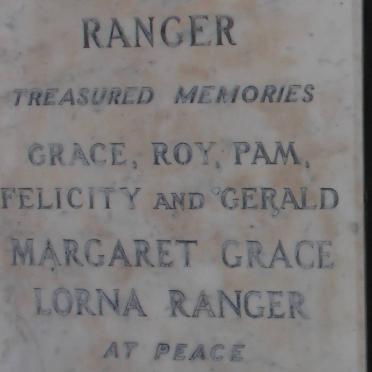 RANGER
TREASURED MEMORIES
GRACE, ROY, PAM,
FELICITY AND GERALD
MARGARET GRACE
LORNA RANGER
AT PEACE